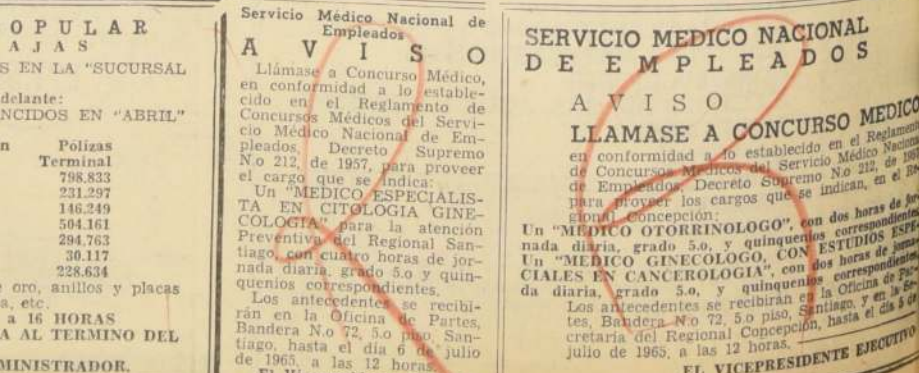 OPULAR
AJAS
S EN LA "SUCURSAL
delante:
NCIDOS EN "ABRIL"
n Pólizas
Terminal
798.833
231.297
146.249
504.161
294.763
30.117
228.634
e oro, anillos y placas
a, etc.
a 16 HORAS
A AL TERMINO DEL
MINISTRADOR.
Servicio Médico Nacional de
Empleados
AVISO
Llámase a Concurso Médico,
en conformidad a lo estable-
cido en el Reglamento de
Concursos Médicos del Servi-
cio Médico Nacional de Em-
pleados, Decreto Supremo
N.o 212, de 1957, para proveer
el cargo que se indica:
Un "MEDICO ESPECIALIS-
TA EN CITOLOGIA GINE-
COLOGIA", para la atención
Preventiva del Regional San-
tiago, con cuatro horas de jor-
nada diaria, grado 5.o y quin-
quenios correspondientes.
Los antecedentes se recibi-
rán en la Oficina de Partes,
Bandera N.o 72, 5.o piso, San-
tiago, hasta el día 6 de julio
de 1965, a las 12 horas.
SERVICIO MEDICO NACIONAL
DE EMPLEADOS
AVISO
LLAMASE A CONCURSO MEDICO
en conformidad a lo establecido en el Reglamen
de Concursos Médicos del Servicio Médico Nacion
de Empleados, Decreto Supremo N.o 212, de
para proveer los cargos que se indican, en el
gional Concepción:
Un "MEDICO OTORRINOLOGO", con dos horas de jor
nada diaria, grado 5.o, y quinquenios correspondiente
Un "MEDICO GINECOLOGO, CON ESTUDIOS ESPE-
CIALES EN CANCEROLOGIA", con dos horas de jorna
da diaria, grado 5.o, y quinquenios correspondientes
Los antecedentes se recibirán en la Oficina de Par
tes, Bandera N.o 72, 5.o piso, Santiago, y en la Se
cretaría del Regional Concepción, hasta el día 6 de
julio de 1965, a las 12 horas.
EL VICEPRESIDENTE EJECUTIVO